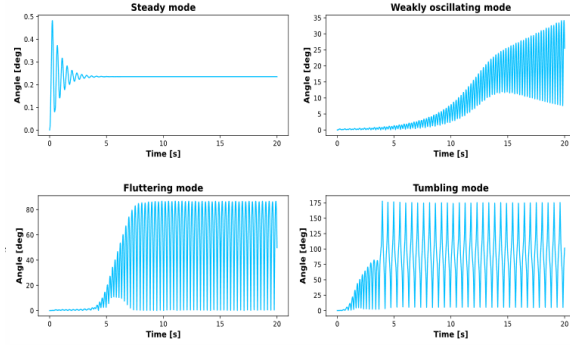 Steady mode
Angle [deg]
0.5
0.4
0.3
0.2
0.1
0.0
0 5 10 15 20
Time [s]
Weakly oscillating mode
Angle [deg]
35
30
25
20
15
10
5
0
0 5 10 15 20
Time [s]
Fluttering mode
Angle [deg]
80
60
40
20
0
0 5 10 15 20
Time [s]
Tumbling mode
Angle [deg]
175
150
125
100
75
50
25
0
0 5 10 15 20
Time [s]